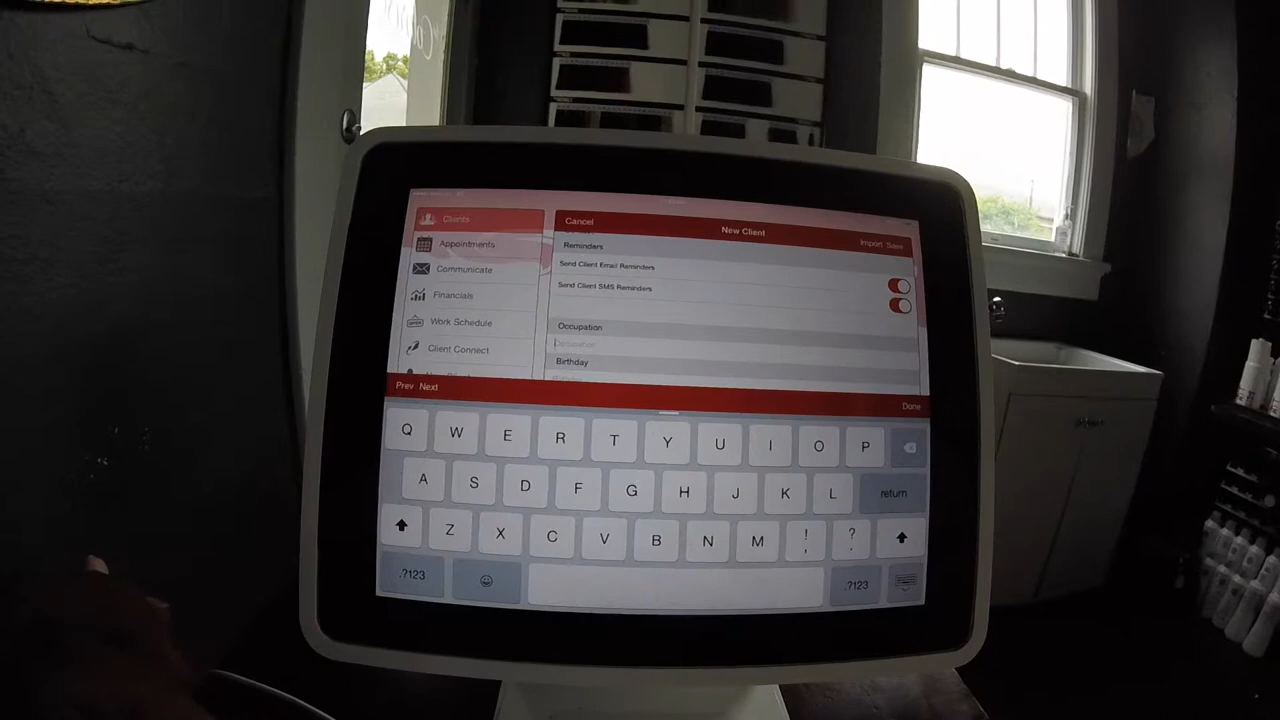 Clients
Appointments
Communicate
Financials
Work Schedule
Client Connect
Cancel
New Client
Import Save
Reminders
Send Client Email Reminders
Send Client SMS Reminders
Occupation
Occupation
Birthday
Prev Next
Done
Q W E R T Y U I O P
A S D F G H J K L return
Z X C V B N M ! , ? .
.?123 .?123